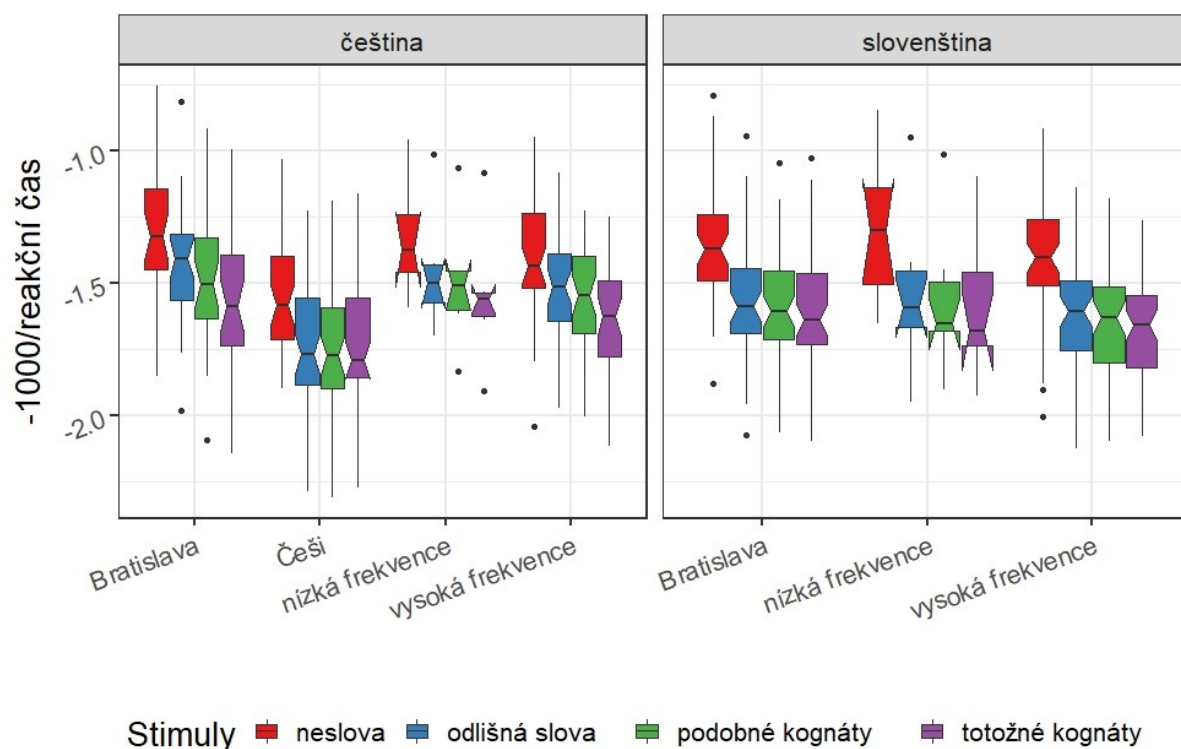 čeština
slovenština
-1000/reakční čas
-1.0
-1.5
-2.0
Bratislava
Češi
nízká frekvence
vysoká frekvence
Bratislava
nízká frekvence
vysoká frekvence
Stimuly neslova odlišná slova podobné kognáty totožné kognáty